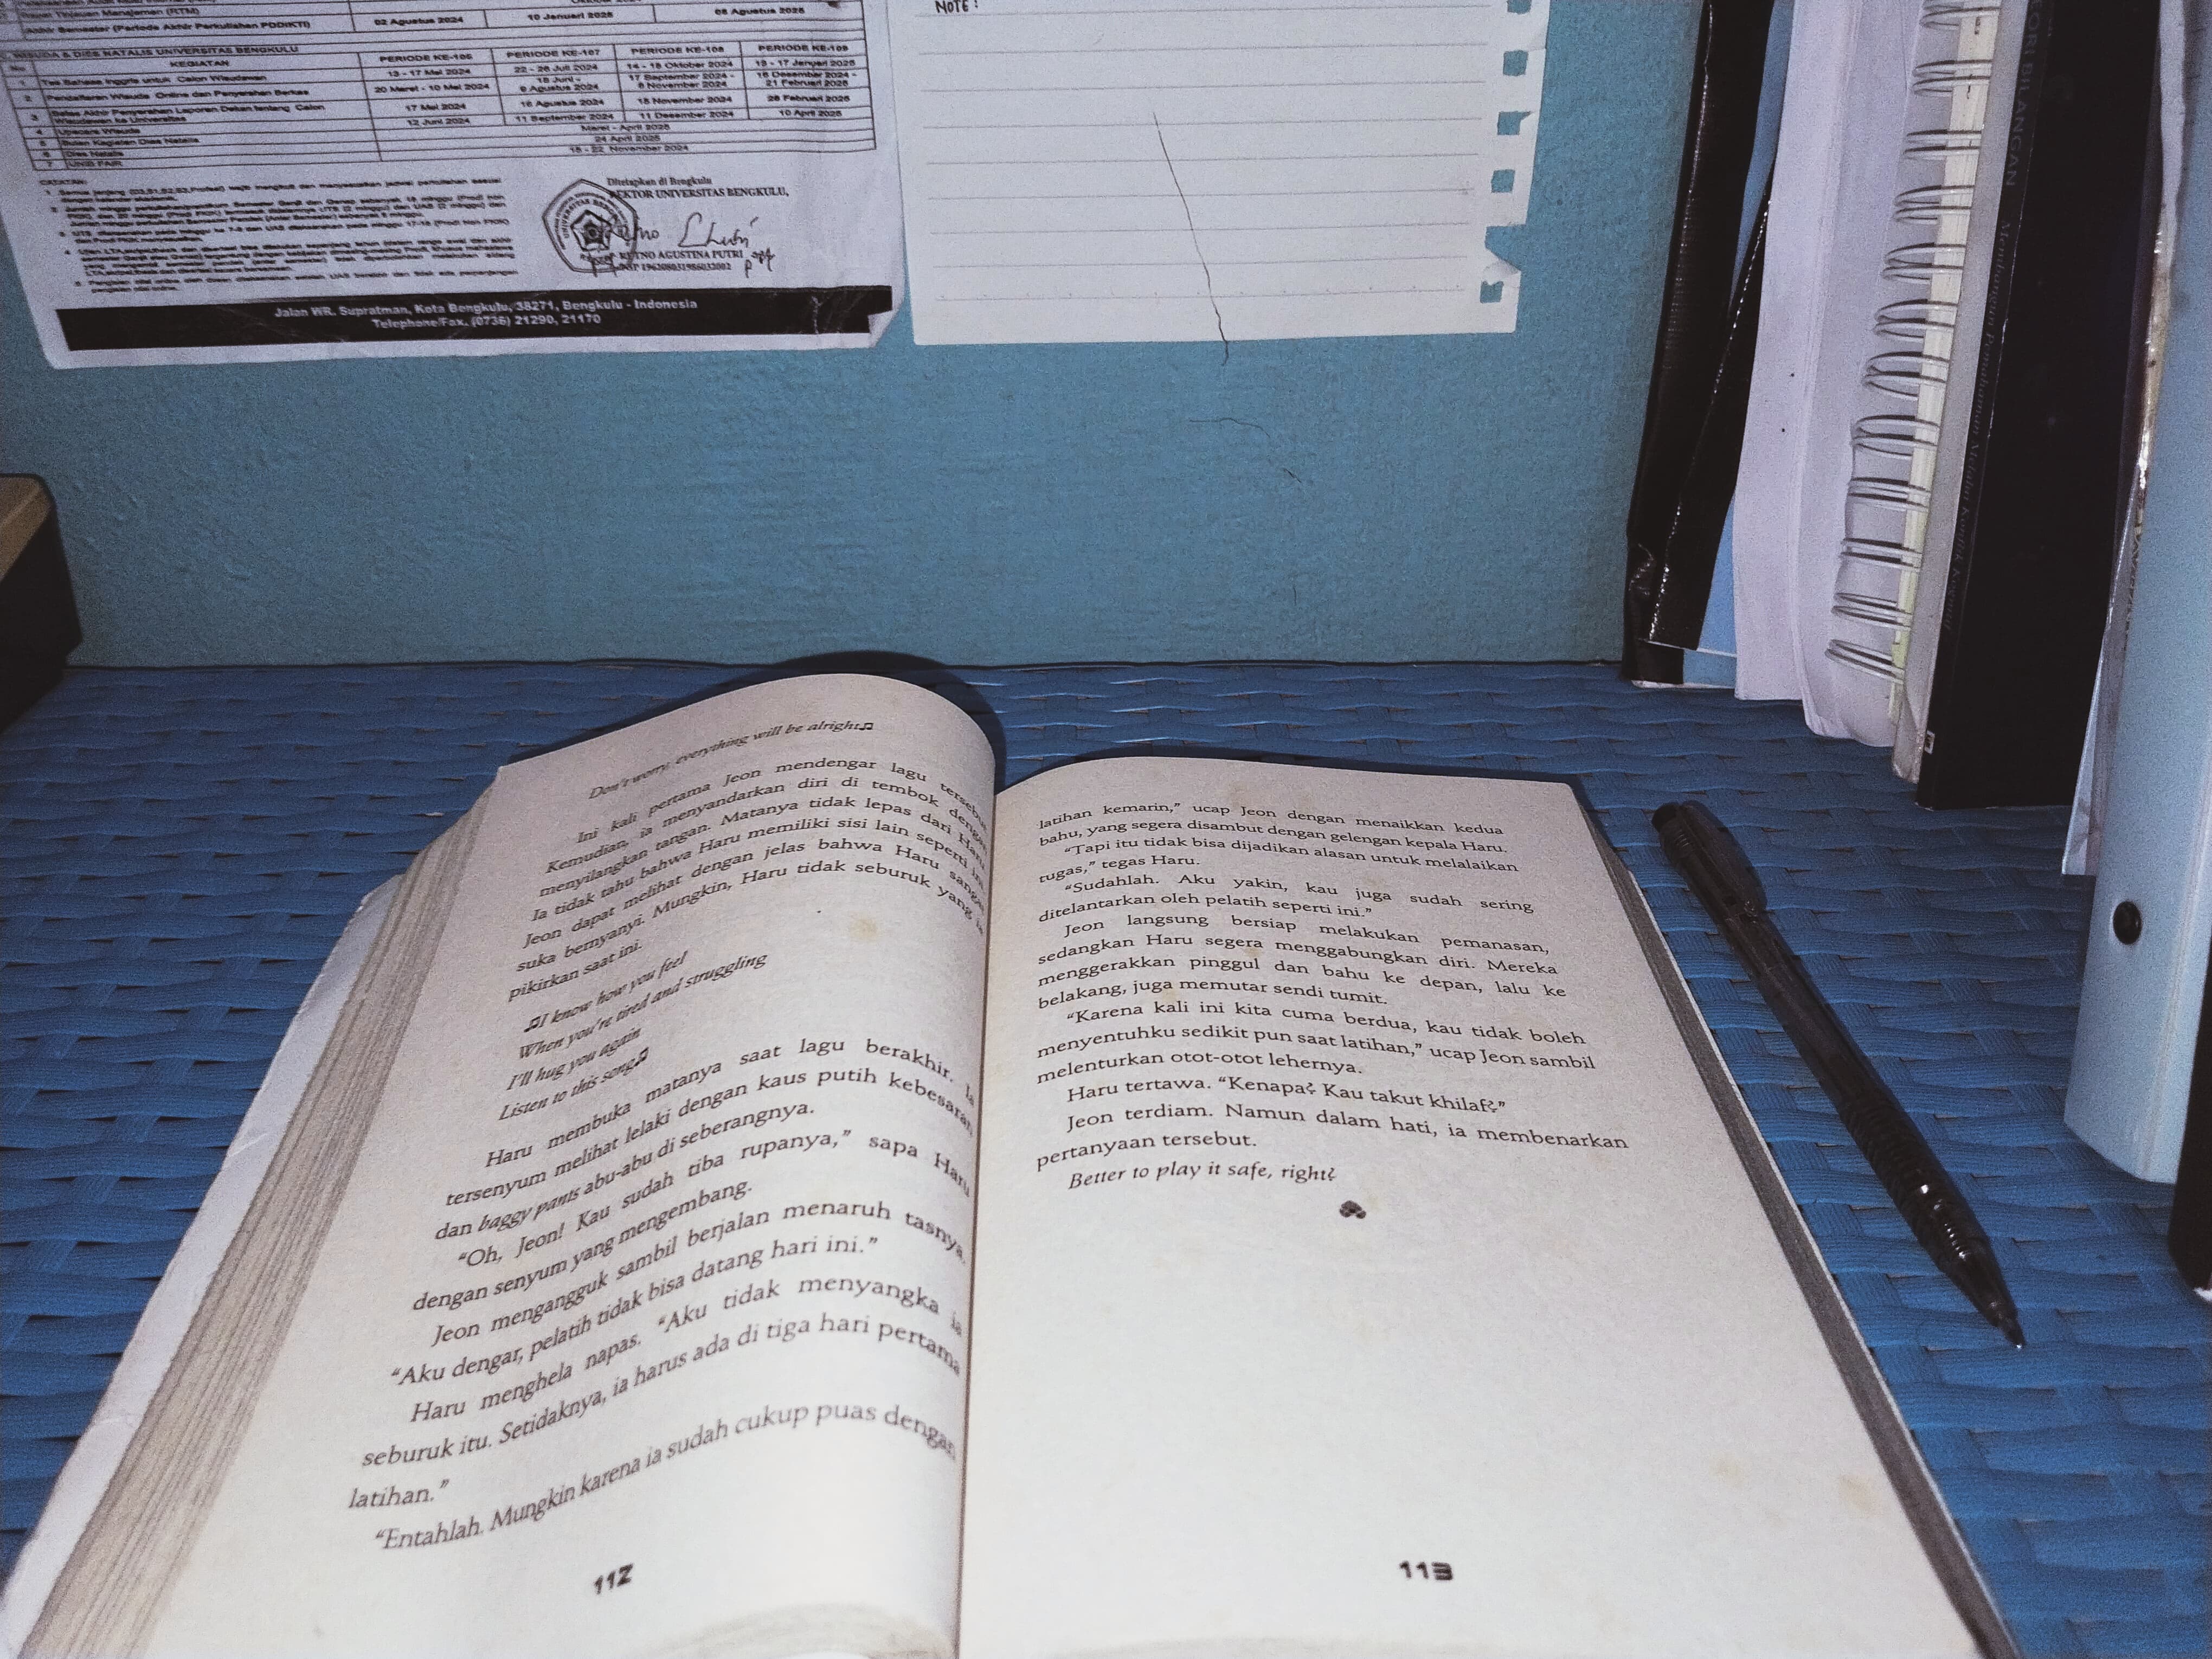 02 Agustus 2024
10 Januari 2025
08 Agustus 2025
Akhir Semester (Periode Akhir Perkuliahan PDDIKTI)
WISUDA & DIES NATALIS UNIVERSITAS BENGKULU
No KEGIATAN PERIODE KE-106 PERIODE KE-107 PERIODE KE-108 PERIODE KE-109
1 Tes Bahasa Inggris untuk Calon Wisudawan 13 - 17 Mei 2024 22 - 26 Juli 2024 14 - 18 Oktober 2024 13 - 17 Januari 2025
2 Pendaftaran Wisuda Online dan Penyerahan Berkas 20 Maret - 10 Mei 2024 18 Juni - 9 Agustus 2024 17 September 2024 - 8 November 2024 16 Desember 2024 - 21 Februari 2025
3 Batas Akhir Penyerahan Laporan Dekan tentang Calon Wisudawan ke Universitas 17 Mei 2024 16 Agustus 2024 15 November 2024 28 Februari 2025
4 Upacara Wisuda 12 Juni 2024 11 September 2024 11 Desember 2024 10 April 2025
5 Bulan Kegiatan Dies Natalis Maret - April 2025
6 Dies Natalis 24 April 2025
7 UNIB FAIR 18 - 22 November 2024
CATATAN:
Ditetapkan di Bengkulu
REKTOR UNIVERSITAS BENGKULU,
RETNO AGUSTINA PUTRI
NIP 196208031986032002
Jalan WR. Supratman, Kota Bengkulu, 38271, Bengkulu - Indonesia
Telephone/Fax. (0736) 21290, 21170
NOTE :
Don't worry, everything will be alright♫
Ini kali pertama Jeon mendengar lagu tersebut.
Kemudian, ia menyandarkan diri di tembok dengan
menyilangkan tangan. Matanya tidak lepas dari Haru.
Ia tidak tahu bahwa Haru memiliki sisi lain seperti ini.
Jeon dapat melihat dengan jelas bahwa Haru sangat
suka bernyanyi. Mungkin, Haru tidak seburuk yang ia
pikirkan saat ini.
♫I know how you feel
When you're tired and struggling
I'll hug you again
Listen to this song♫
Haru membuka matanya saat lagu berakhir. Ia
tersenyum melihat lelaki dengan kaus putih kebesaran
dan baggy pants abu-abu di seberangnya.
“Oh, Jeon! Kau sudah tiba rupanya,” sapa Haru
dengan senyum yang mengembang.
Jeon mengangguk sambil berjalan menaruh tasnya.
“Aku dengar, pelatih tidak bisa datang hari ini.”
Haru menghela napas. “Aku tidak menyangka ia
seburuk itu. Setidaknya, ia harus ada di tiga hari pertama
latihan.”
“Entahlah. Mungkin karena ia sudah cukup puas dengan
112
latihan kemarin,” ucap Jeon dengan menaikkan kedua
bahu, yang segera disambut dengan gelengan kepala Haru.
“Tapi itu tidak bisa dijadikan alasan untuk melalaikan
tugas,” tegas Haru.
“Sudahlah. Aku yakin, kau juga sudah sering
ditelantarkan oleh pelatih seperti ini.”
Jeon langsung bersiap melakukan pemanasan,
sedangkan Haru segera menggabungkan diri. Mereka
menggerakkan pinggul dan bahu ke depan, lalu ke
belakang, juga memutar sendi tumit.
“Karena kali ini kita cuma berdua, kau tidak boleh
menyentuhku sedikit pun saat latihan,” ucap Jeon sambil
melenturkan otot-otot lehernya.
Haru tertawa. “Kenapa? Kau takut khilaf?”
Jeon terdiam. Namun dalam hati, ia membenarkan
pertanyaan tersebut.
Better to play it safe, right?
113